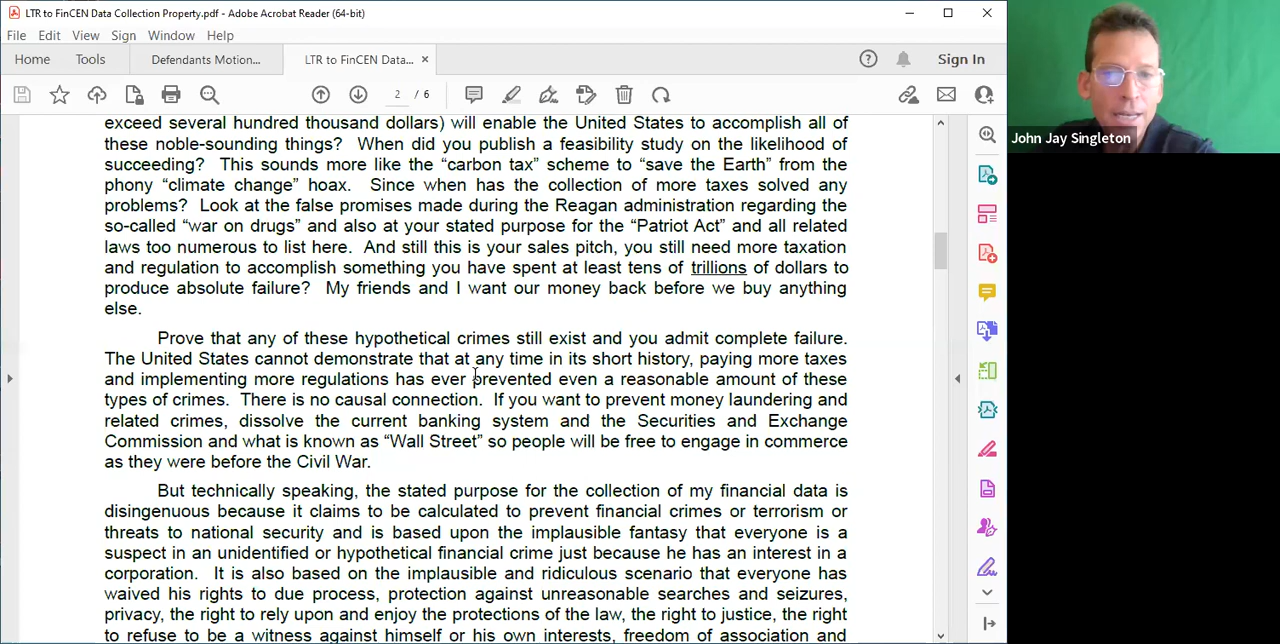 LTR to FinCEN Data Collection Property.pdf - Adobe Acrobat Reader (64-bit)
File Edit View Sign Window Help
Home Tools Defendants Motion... LTR to FinCEN Data... × Sign In
2 / 6
exceed several hundred thousand dollars) will enable the United States to accomplish all of
these noble-sounding things? When did you publish a feasibility study on the likelihood of
succeeding? This sounds more like the “carbon tax” scheme to “save the Earth” from the
phony “climate change” hoax. Since when has the collection of more taxes solved any
problems? Look at the false promises made during the Reagan administration regarding the
so-called “war on drugs” and also at your stated purpose for the “Patriot Act” and all related
laws too numerous to list here. And still this is your sales pitch, you still need more taxation
and regulation to accomplish something you have spent at least tens of trillions of dollars to
produce absolute failure? My friends and I want our money back before we buy anything
else.
Prove that any of these hypothetical crimes still exist and you admit complete failure.
The United States cannot demonstrate that at any time in its short history, paying more taxes
and implementing more regulations has ever prevented even a reasonable amount of these
types of crimes. There is no causal connection. If you want to prevent money laundering and
related crimes, dissolve the current banking system and the Securities and Exchange
Commission and what is known as “Wall Street” so people will be free to engage in commerce
as they were before the Civil War.
But technically speaking, the stated purpose for the collection of my financial data is
disingenuous because it claims to be calculated to prevent financial crimes or terrorism or
threats to national security and is based upon the implausible fantasy that everyone is a
suspect in an unidentified or hypothetical financial crime just because he has an interest in a
corporation. It is also based on the implausible and ridiculous scenario that everyone has
waived his rights to due process, protection against unreasonable searches and seizures,
privacy, the right to rely upon and enjoy the protections of the law, the right to justice, the right
to refuse to be a witness against himself or his own interests, freedom of association and
John Jay Singleton